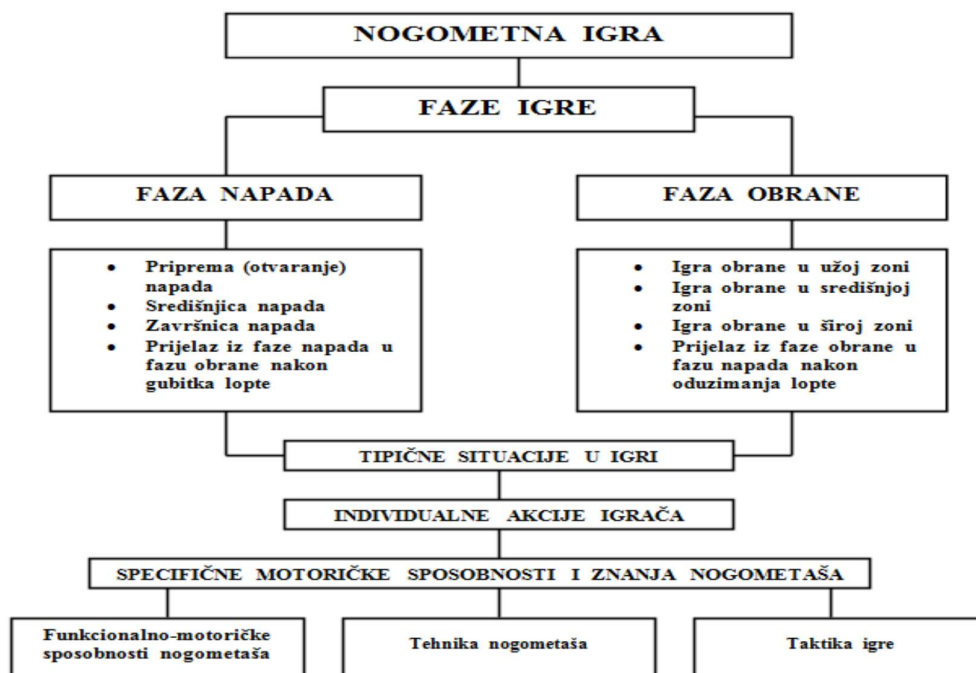 NOGOMETNA IGRA
FAZE IGRE
FAZA NAPADA
• Priprema (otvaranje)
napada
• Središnjica napada
• Završnica napada
• Prijelaz iz faze napada u
fazu obrane nakon
gubitka lopte
FAZA OBRANE
• Igra obrane u užoj zoni
• Igra obrane u središnjoj
zoni
• Igra obrane u široj zoni
• Prijelaz iz faze obrane u
fazu napada nakon
oduzimanja lopte
TIPIČNE SITUACIJE U IGRI
INDIVIDUALNE AKCIJE IGRAČA
SPECIFIČNE MOTORIČKE SPOSOBNOSTI I ZNANJA NOGOMETAŠA
Funkcionalno-motoričke
sposobnosti nogometaša
Tehnika nogometaša
Taktika igre